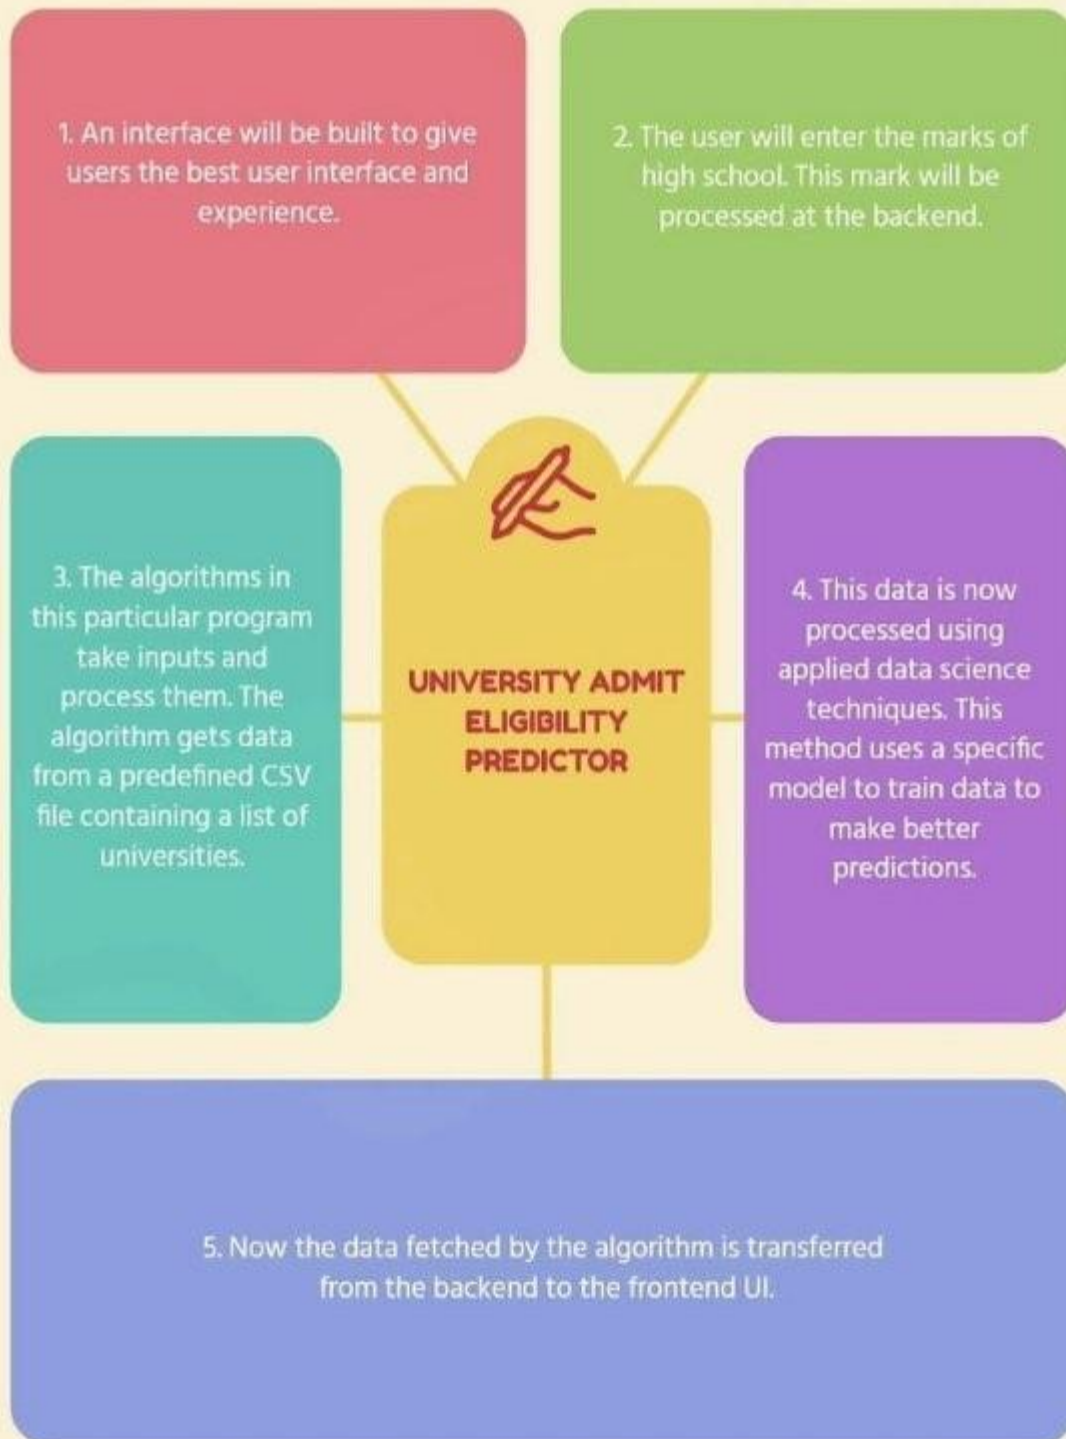 1. An interface will be built to give
users the best user interface and
experience.
2. The user will enter the marks of
high school. This mark will be
processed at the backend.
3. The algorithms in
this particular program
take inputs and
process them. The
algorithm gets data
from a predefined CSV
file containing a list of
universities.
UNIVERSITY ADMIT
ELIGIBILITY
PREDICTOR
4. This data is now
processed using
applied data science
techniques. This
method uses a specific
model to train data to
make better
predictions.
5. Now the data fetched by the algorithm is transferred
from the backend to the frontend UI.